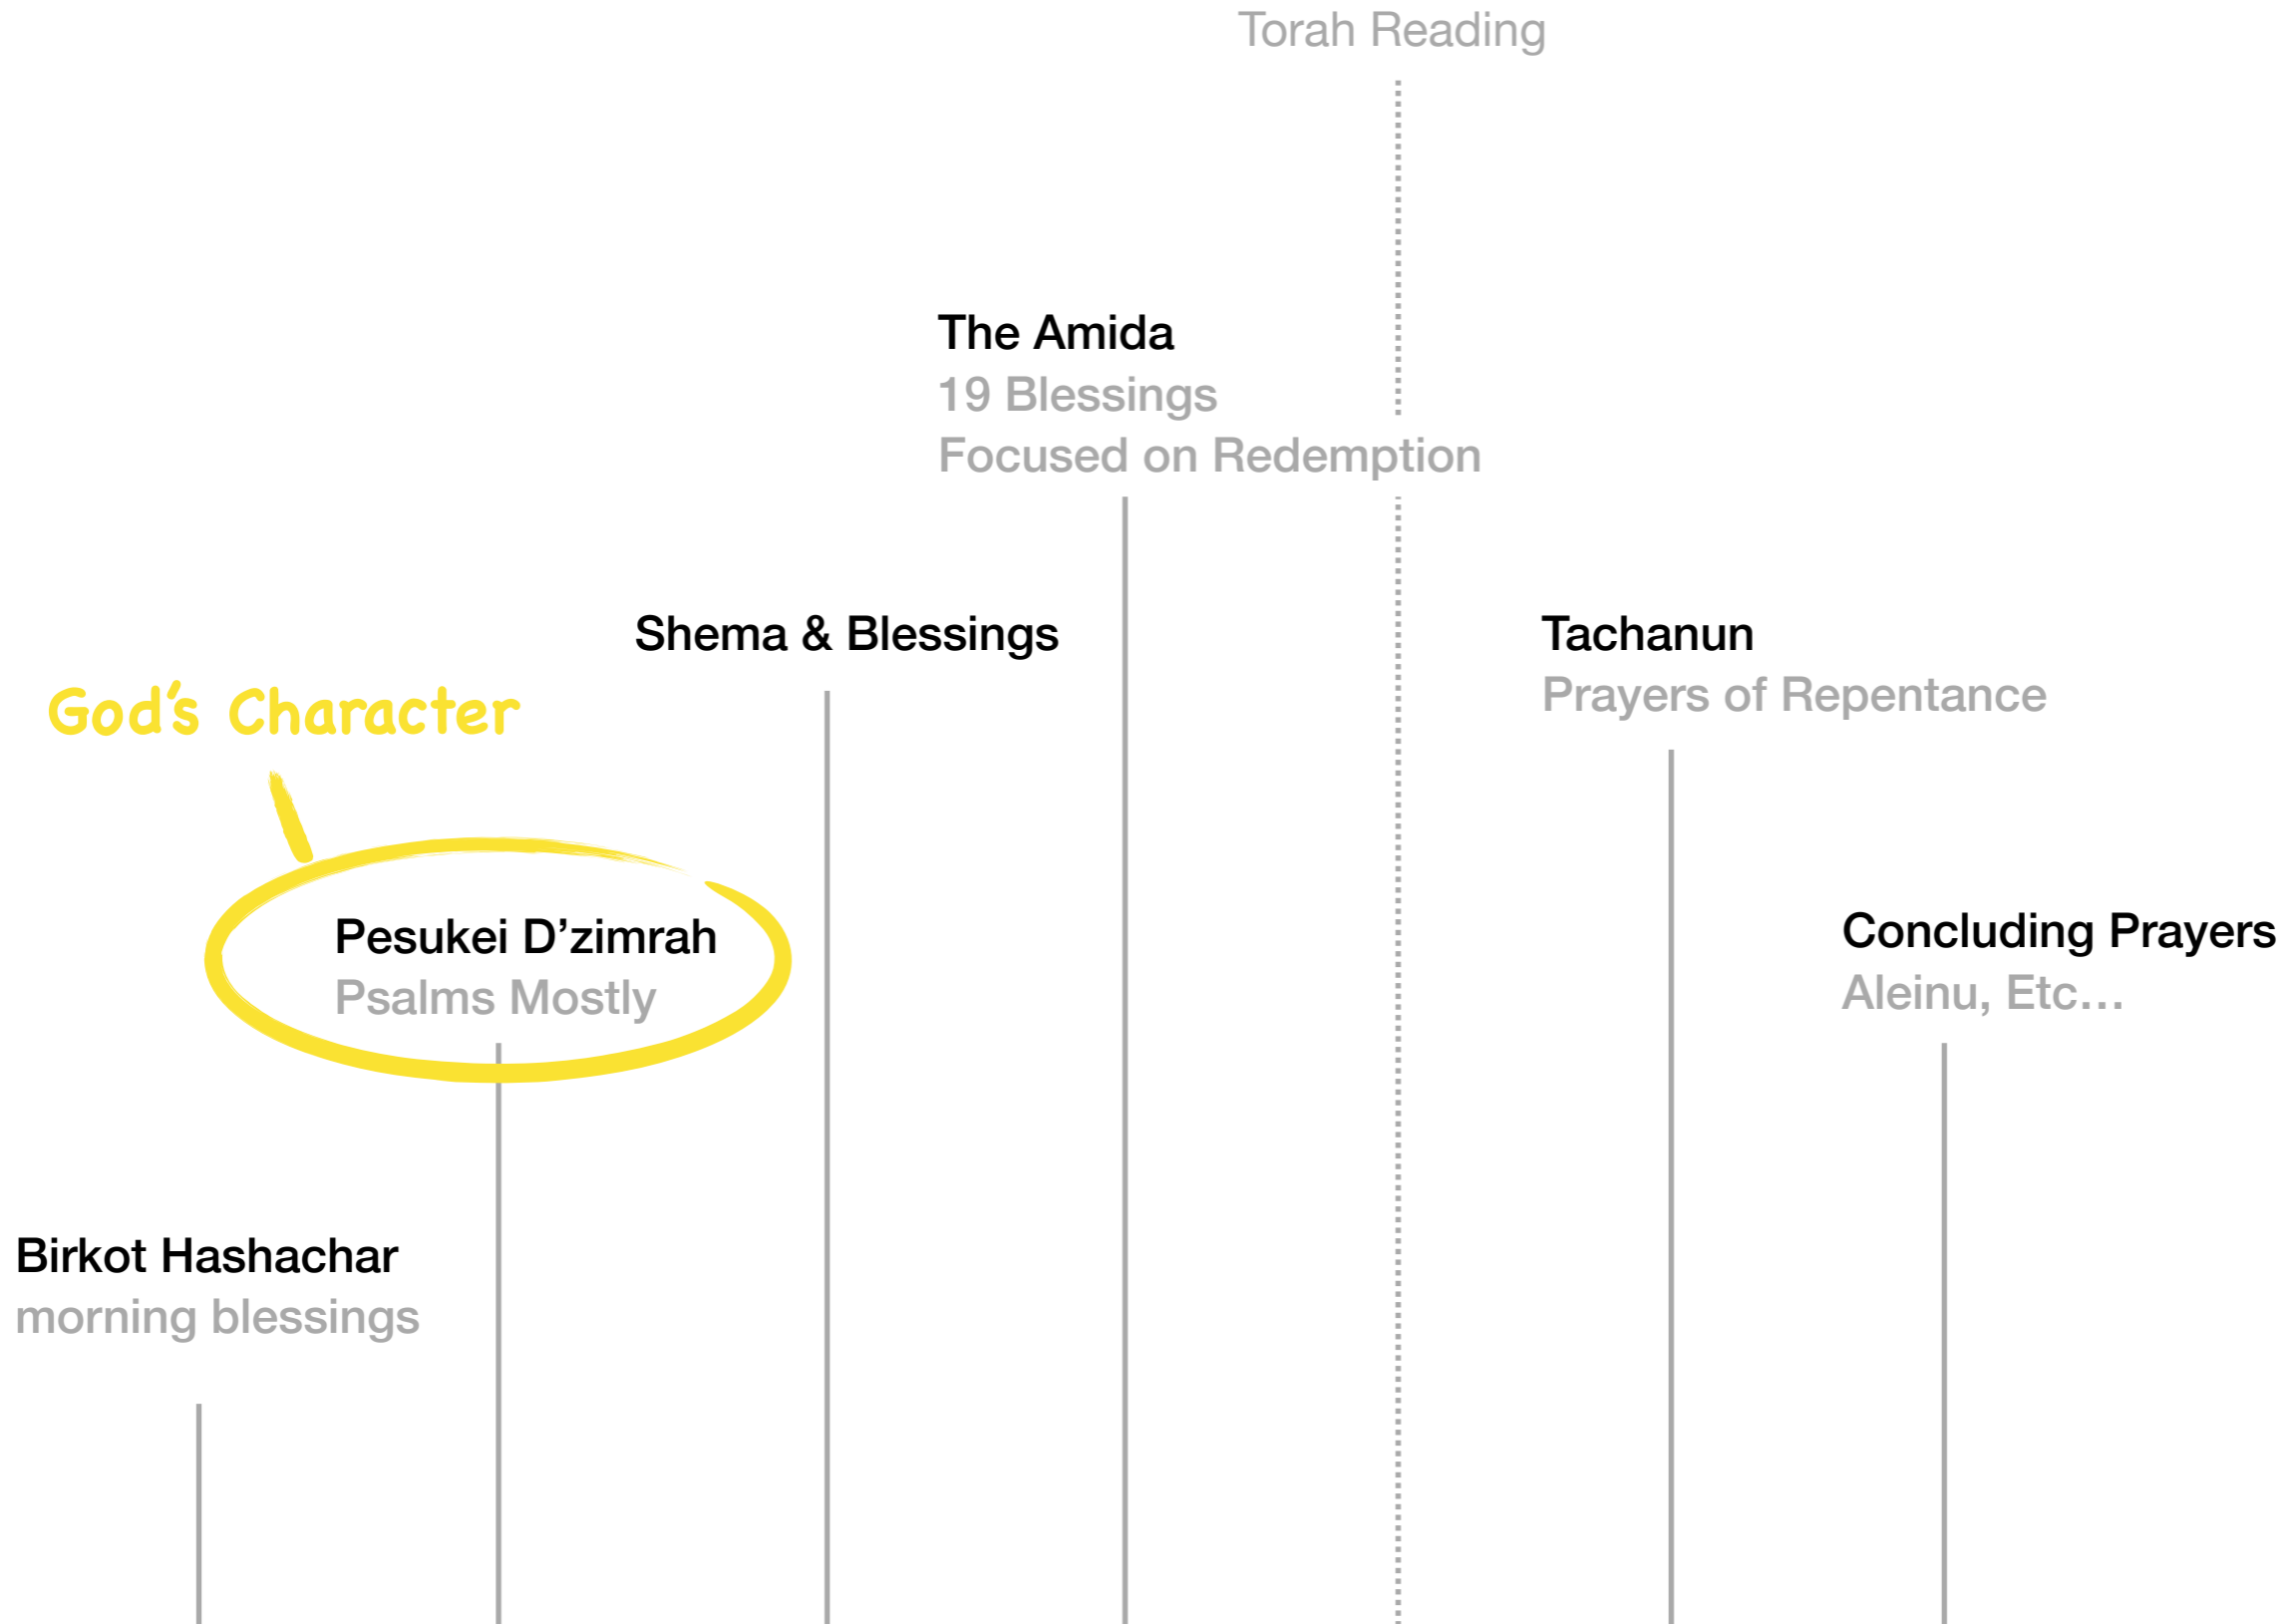 Torah Reading
The Amida
19 Blessings
Focused on Redemption
Shema & Blessings
Tachanun
Prayers of Repentance
God's Character
Pesukei D’zimrah
Psalms Mostly
Concluding Prayers
Aleinu, Etc…
Birkot Hashachar
morning blessings